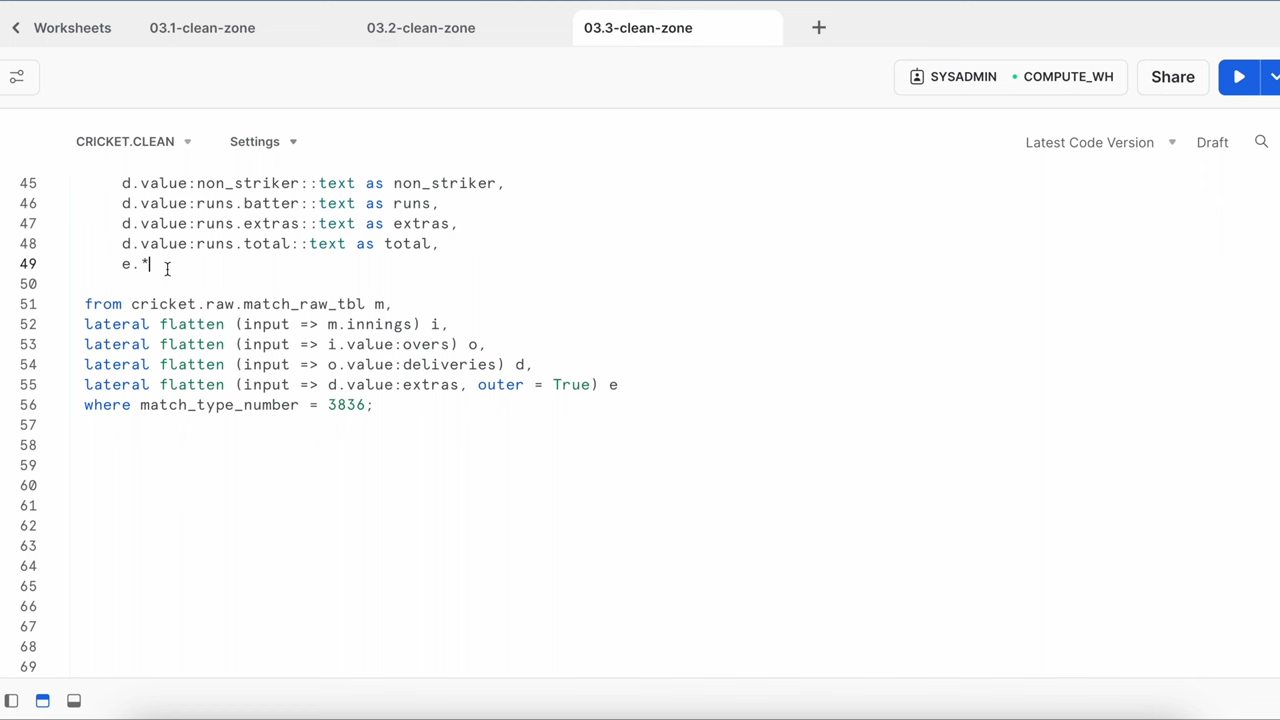 Worksheets 03.1-clean-zone 03.2-clean-zone 03.3-clean-zone +
SYSADMIN • COMPUTE_WH Share
CRICKET.CLEAN Settings Latest Code Version Draft
45 d.value:non_striker::text as non_striker,
46 d.value:runs.batter::text as runs,
47 d.value:runs.extras::text as extras,
48 d.value:runs.total::text as total,
49 e.*
50
51 from cricket.raw.match_raw_tbl m,
52 lateral flatten (input => m.innings) i,
53 lateral flatten (input => i.value:overs) o,
54 lateral flatten (input => o.value:deliveries) d,
55 lateral flatten (input => d.value:extras, outer = True) e
56 where match_type_number = 3836;
57
58
59
60
61
62
63
64
65
66
67
68
69